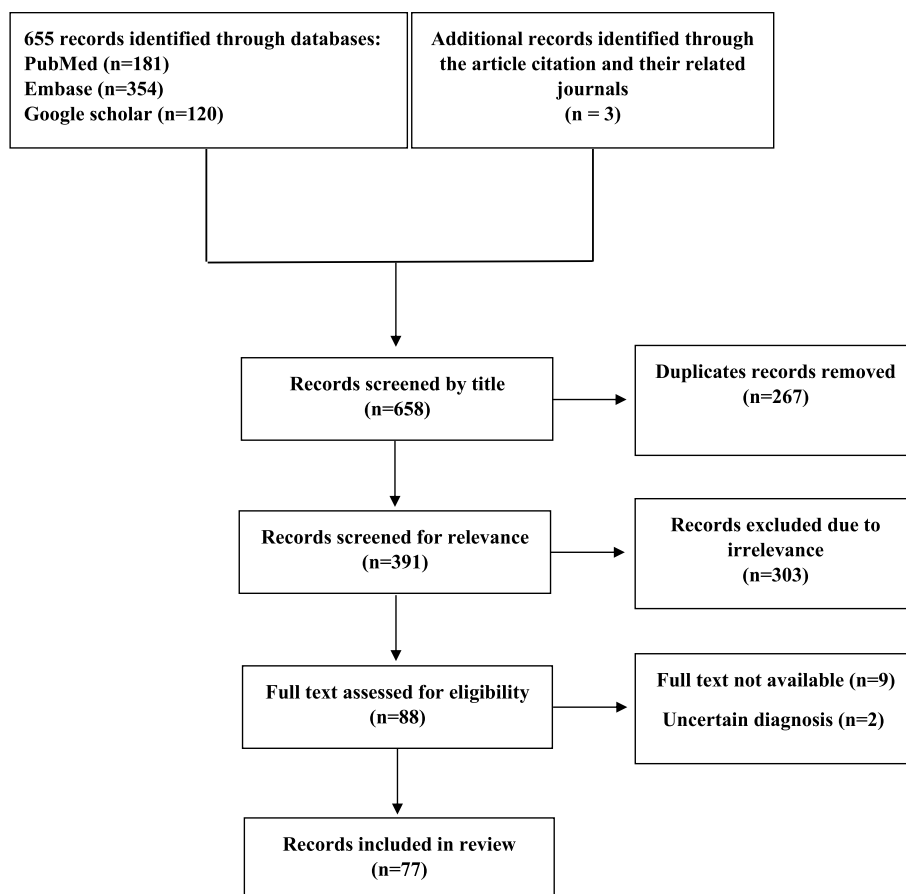 655 records identified through databases:
PubMed (n=181)
Embase (n=354)
Google scholar (n=120)
Additional records identified through
the article citation and their related
journals
(n = 3)
Records screened by title
(n=658)
Duplicates records removed
(n=267)
Records screened for relevance
(n=391)
Records excluded due to
irrelevance
(n=303)
Full text assessed for eligibility
(n=88)
Full text not available (n=9)
Uncertain diagnosis (n=2)
Records included in review
(n=77)